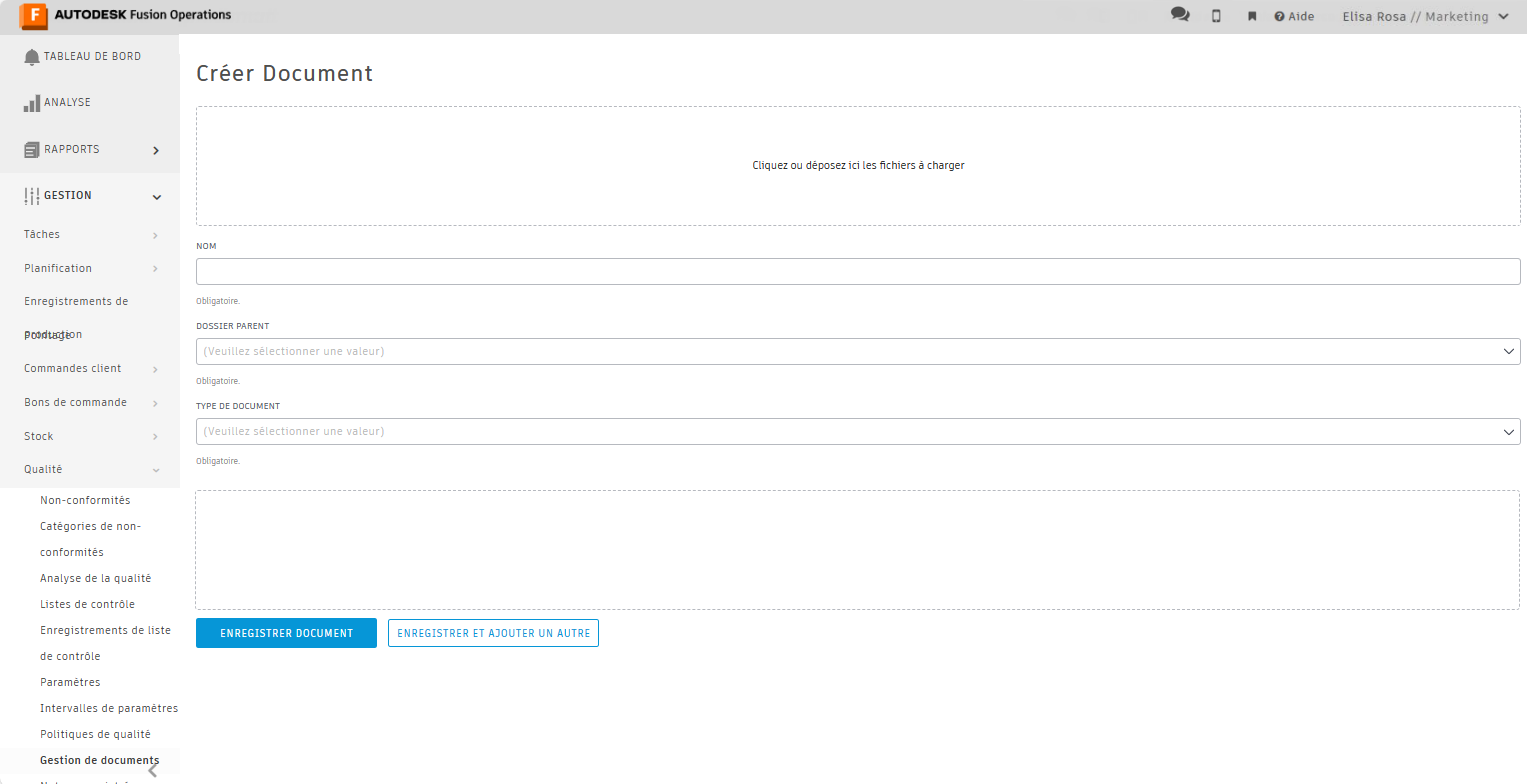 AUTODESK Fusion Operations
Aide
Elisa Rosa // Marketing
TABLEAU DE BORD
ANALYSE
RAPPORTS
GESTION
Tâches
Planification
Enregistrements de
production
Pointage
Commandes client
Bons de commande
Stock
Qualité
Non-conformités
Catégories de non-
conformités
Analyse de la qualité
Listes de contrôle
Enregistrements de liste
de contrôle
Paramètres
Intervalles de paramètres
Politiques de qualité
Gestion de documents
Créer Document
Cliquez ou déposez ici les fichiers à charger
NOM
Obligatoire.
DOSSIER PARENT
(Veuillez sélectionner une valeur)
Obligatoire.
TYPE DE DOCUMENT
(Veuillez sélectionner une valeur)
Obligatoire.
ENREGISTRER DOCUMENT
ENREGISTRER ET AJOUTER UN AUTRE